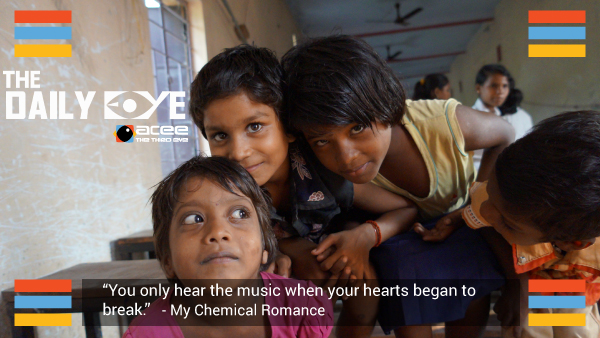 THE
DAILY EYE
acee
THE THIRD EYE
“You only hear the music when your hearts began to
break.” - My Chemical Romance